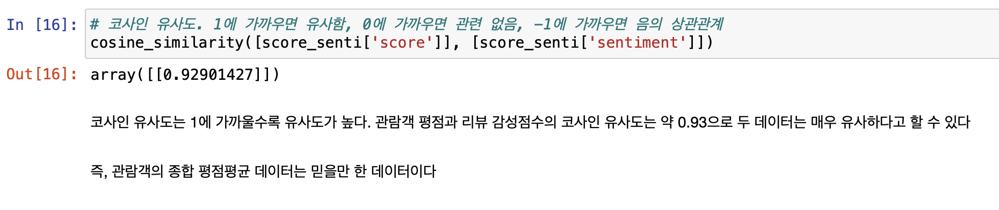 In [16]: # 코사인 유사도. 1에 가까우면 유사함, 0에 가까우면 관련 없음, -1에 가까우면 음의 상관관계
cosine_similarity([score_senti['score']], [score_senti['sentiment']])
Out[16]: array([[0.92901427]])
코사인 유사도는 1에 가까울수록 유사도가 높다. 관람객 평점과 리뷰 감성점수의 코사인 유사도는 약 0.93으로 두 데이터는 매우 유사하다고 할 수 있다
즉, 관람객의 종합 평점평균 데이터는 믿을만 한 데이터이다